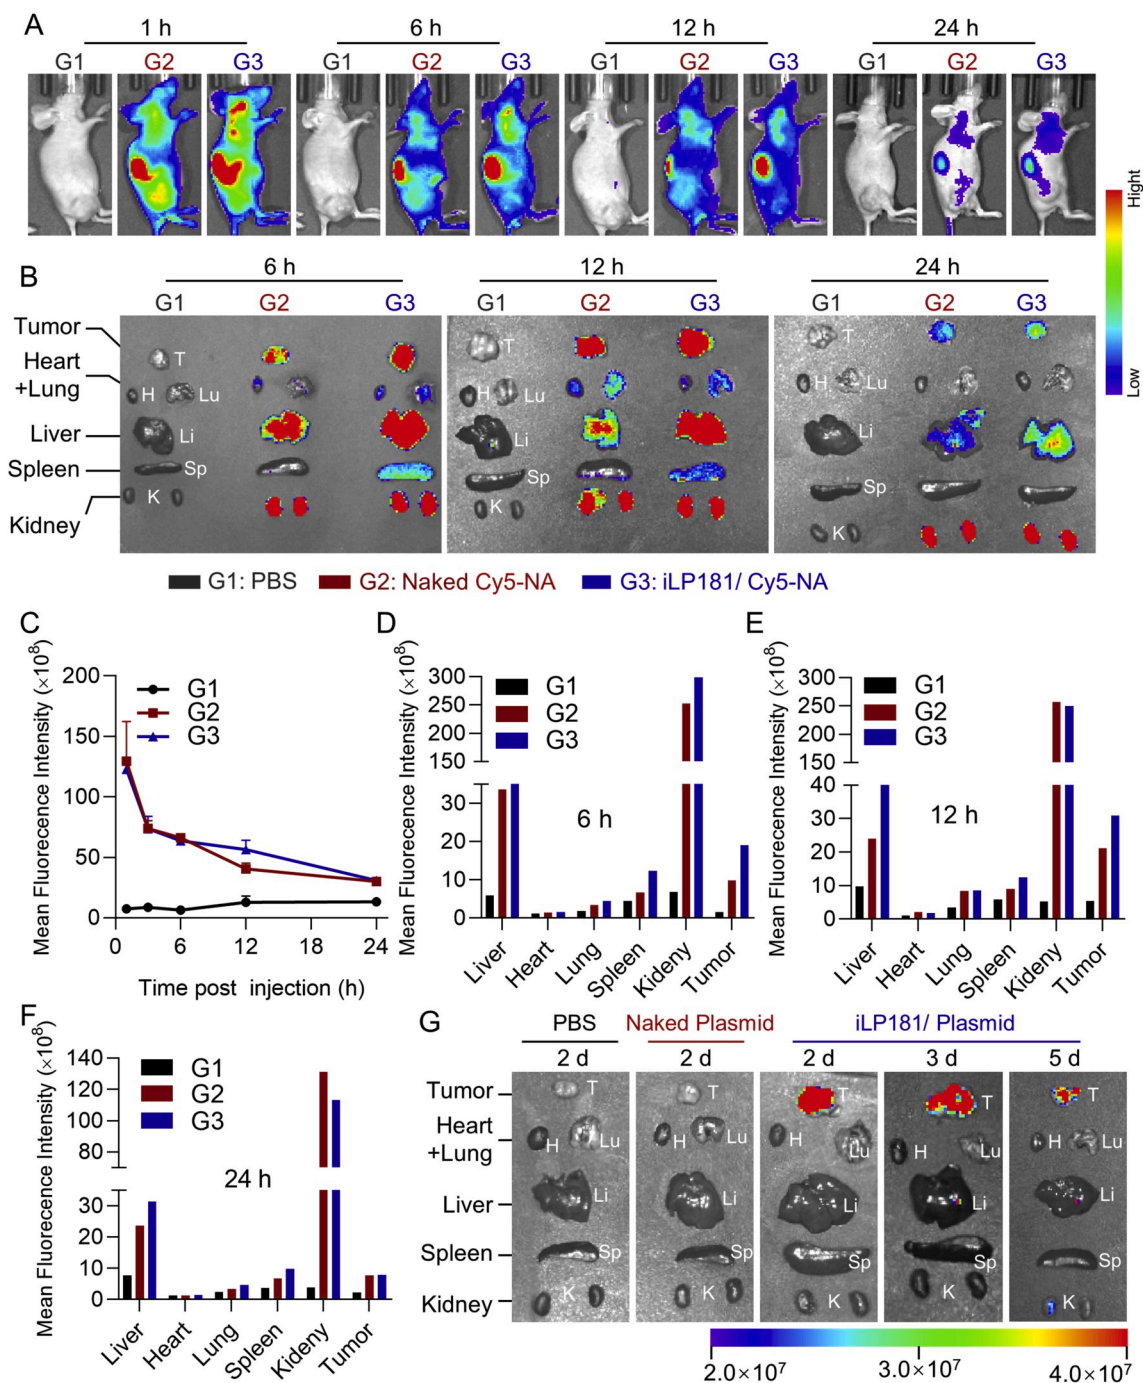 A
1 h 6 h 12 h 24 h
G1 G2 G3 G1 G2 G3 G1 G2 G3 G1 G2 G3
Hight
Low
B
6 h 12 h 24 h
G1 G2 G3 G1 G2 G3 G1 G2 G3
Tumor
Heart
+Lung
Liver
Spleen
Kidney
T T T
H Lu H Lu H Lu
Li Li Li
Sp Sp Sp
K K K
G1: PBS G2: Naked Cy5-NA G3: iLP181/ Cy5-NA
C
Mean Fluorecence Intensity (×10⁸)
200
150
100
50
0
G1
G2
G3
0 6 12 18 24
Time post injection (h)
D
Mean Fluorecence Intensity (×10⁸)
300
250
200
150
30
20
10
0
G1
G2
G3
6 h
Liver Heart Lung Spleen Kideny Tumor
E
Mean Fluorecence Intensity (×10⁸)
300
250
200
150
40
30
20
10
0
G1
G2
G3
12 h
Liver Heart Lung Spleen Kideny Tumor
F
Mean Fluorecence Intensity (×10⁸)
140
120
100
80
30
20
10
0
G1
G2
G3
24 h
Liver Heart Lung Spleen Kideny Tumor
G
PBS Naked Plasmid iLP181/ Plasmid
2 d 2 d 2 d 3 d 5 d
Tumor
Heart
+Lung
Liver
Spleen
Kidney
T T T T T
H Lu H Lu H Lu H Lu H Lu
Li Li Li Li Li
Sp Sp Sp Sp Sp
K K K K K
2.0×10⁷ 3.0×10⁷ 4.0×10⁷